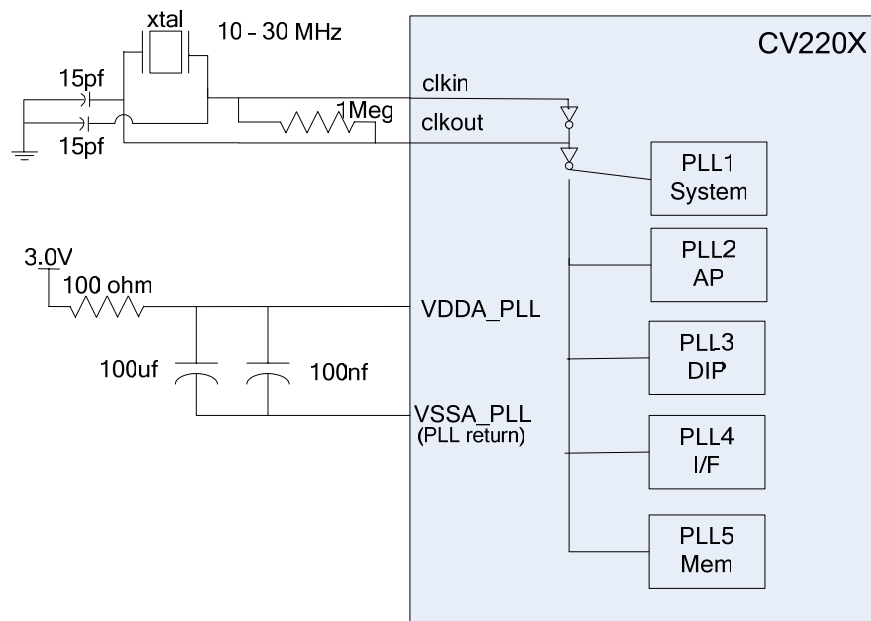 xtal
10 - 30 MHz
CV220X
15pf
clkin
1Meg
clkout
15pf
PLL1
System
3.0V
100 ohm
PLL2
AP
VDDA_PLL
PLL3
DIP
100uf
100nf
VSSA_PLL
(PLL return)
PLL4
I/F
PLL5
Mem